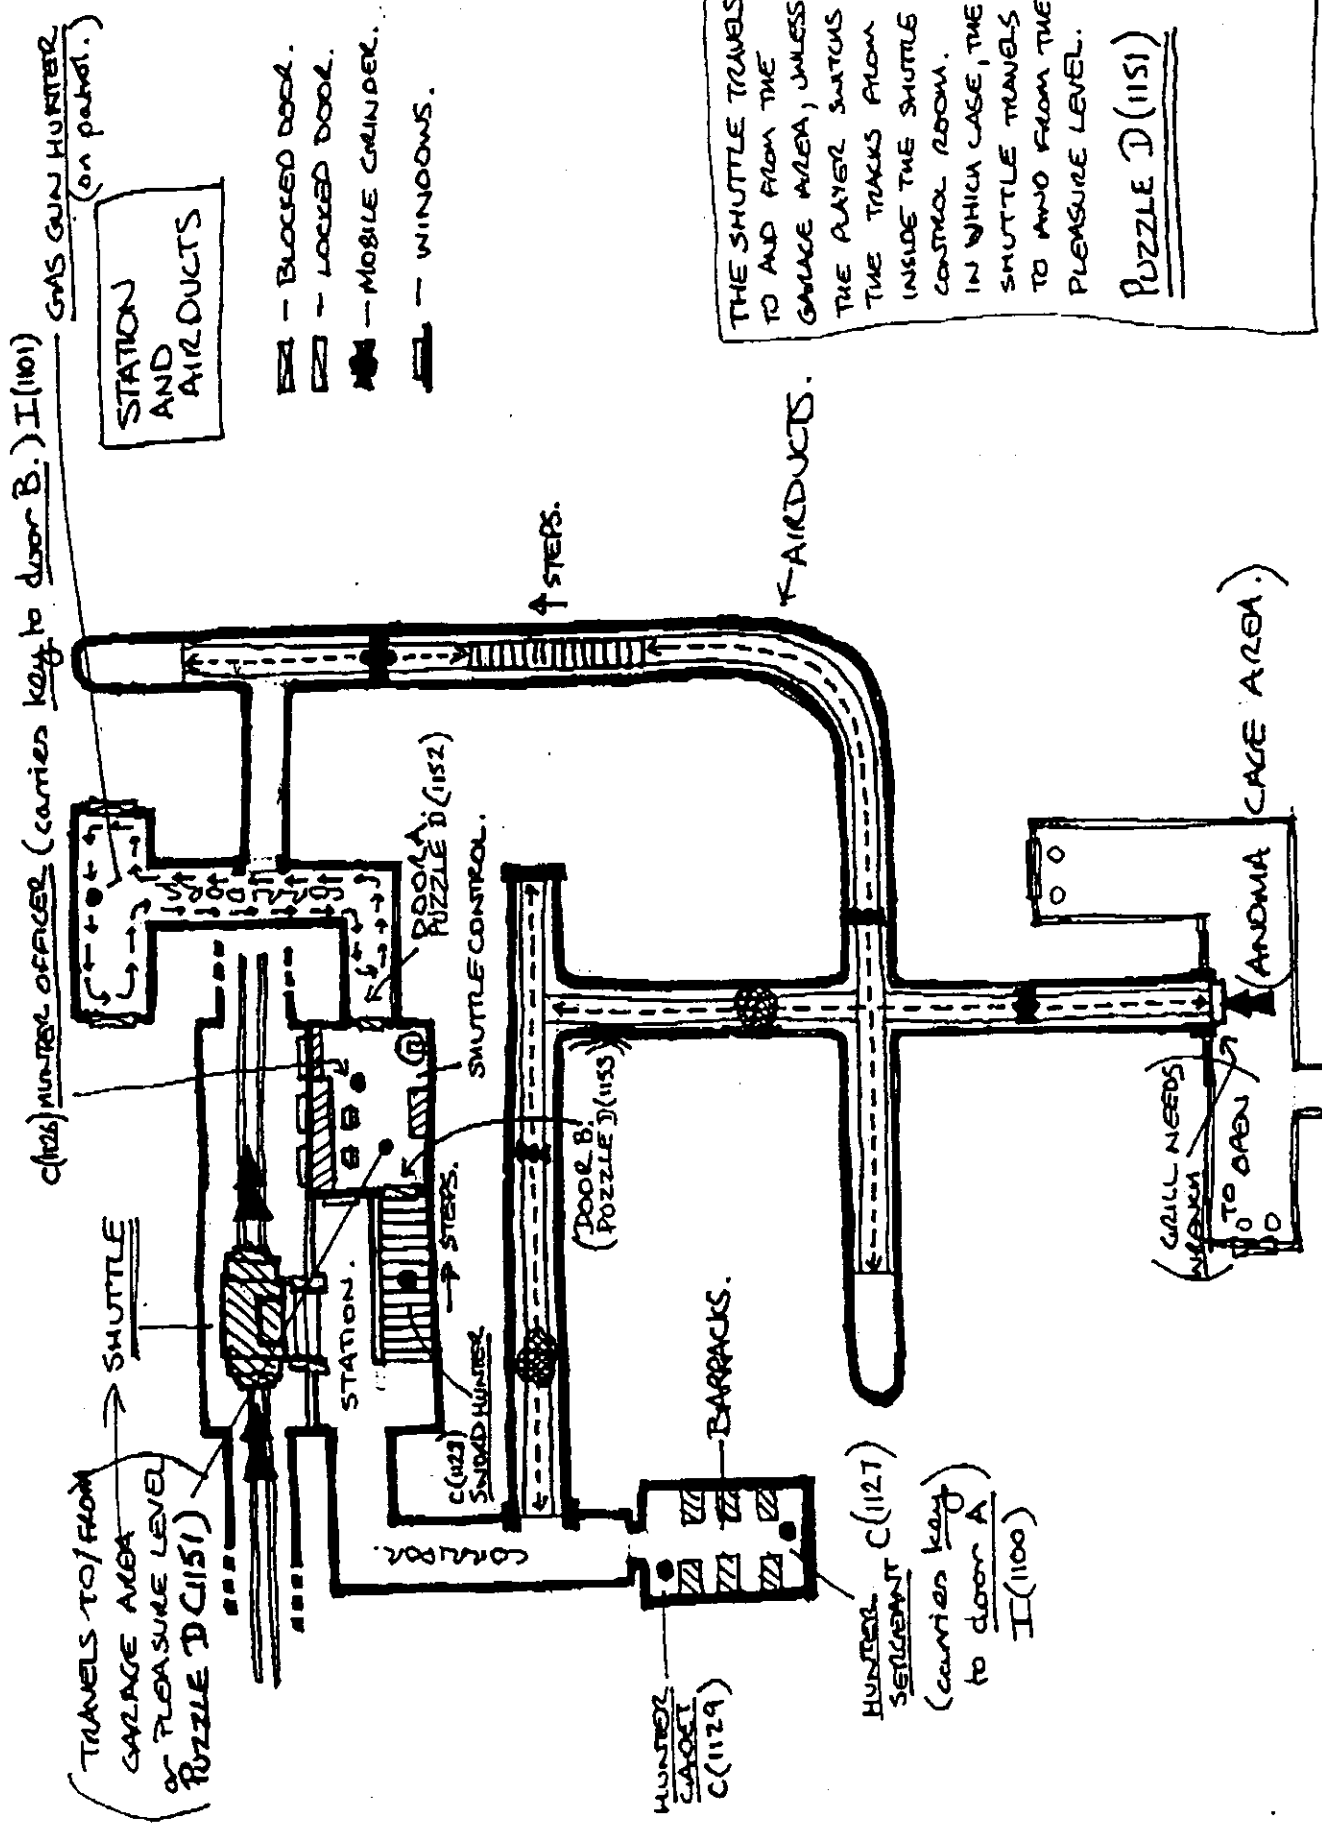 C(1126) HUNTER OFFICER (carries key to door B.) I(1101)
GAS GUN HUNTER
(on patrol.)
STATION
AND
AIRDUCTS
- BLOCKED DOOR.
- LOCKED DOOR.
- MOBILE GRINDER.
- WINDOWS.
THE SHUTTLE TRAVELS
TO AND FROM THE
GARAGE AREA, UNLESS
THE PLAYER SWITCHS
THE TRACKS FROM
INSIDE THE SHUTTLE
CONTROL ROOM.
IN WHICH CASE, THE
SHUTTLE TRAVELS
TO AND FROM THE
PLEASURE LEVEL.
PUZZLE D(1151)
(TRAVELS TO/FROM
GARAGE AREA
or PLEASURE LEVEL
PUZZLE D(1151)
SHUTTLE
STATION.
STEPS.
C(1129)
SWORD HUNTER
DOOR A
PUZZLE D(1152)
SHUTTLE CONTROL.
(DOOR B.
PUZZLE D(1153)
STEPS.
AIRDUCTS.
CORRIDOR.
BARRACKS.
HUNTER
CADET
C(1129)
HUNTER C(1127)
SERGEANT
(carries key
to door A
I(1100)
(GRILL NEEDS
WRENCH
TO OPEN
(ANOMA CAGE AREA.)